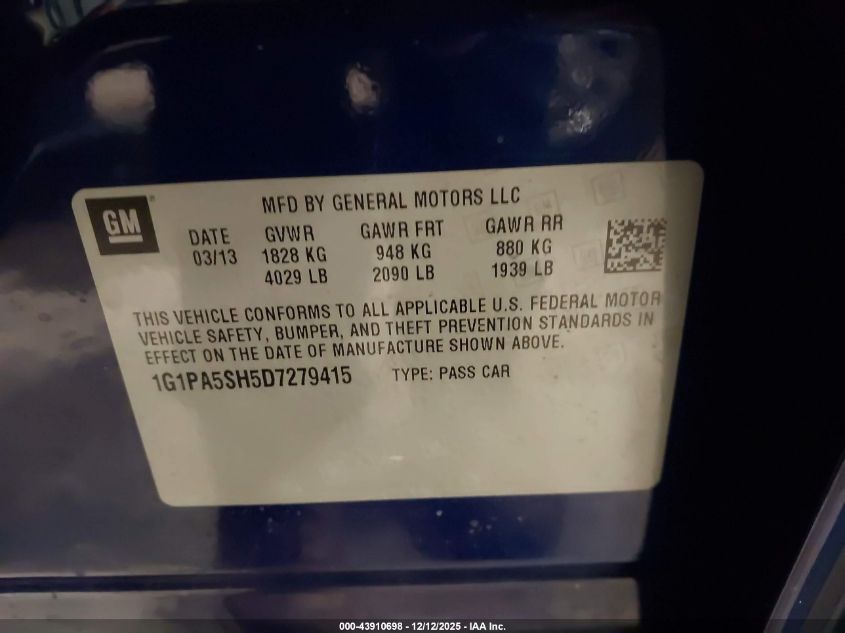 GM
MFD BY GENERAL MOTORS LLC
DATE GVWR GAWR FRT GAWR RR
03/13 1828 KG 948 KG 880 KG
4029 LB 2090 LB 1939 LB
THIS VEHICLE CONFORMS TO ALL APPLICABLE U.S. FEDERAL MOTOR
VEHICLE SAFETY, BUMPER, AND THEFT PREVENTION STANDARDS IN
EFFECT ON THE DATE OF MANUFACTURE SHOWN ABOVE.
1G1PA5SH5D7279415 TYPE: PASS CAR
000-43910698 - 12/12/2025 - IAA Inc.